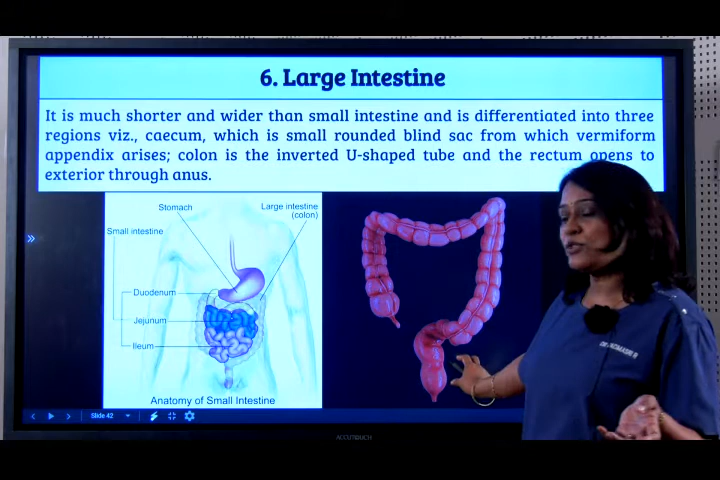 6. Large Intestine
It is much shorter and wider than small intestine and is differentiated into three
regions viz., caecum, which is small rounded blind sac from which vermiform
appendix arises; colon is the inverted U-shaped tube and the rectum opens to
exterior through anus.
Stomach
Large intestine
(colon)
Small intestine
Duodenum
Jejunum
Ileum
Anatomy of Small Intestine
Slide 42